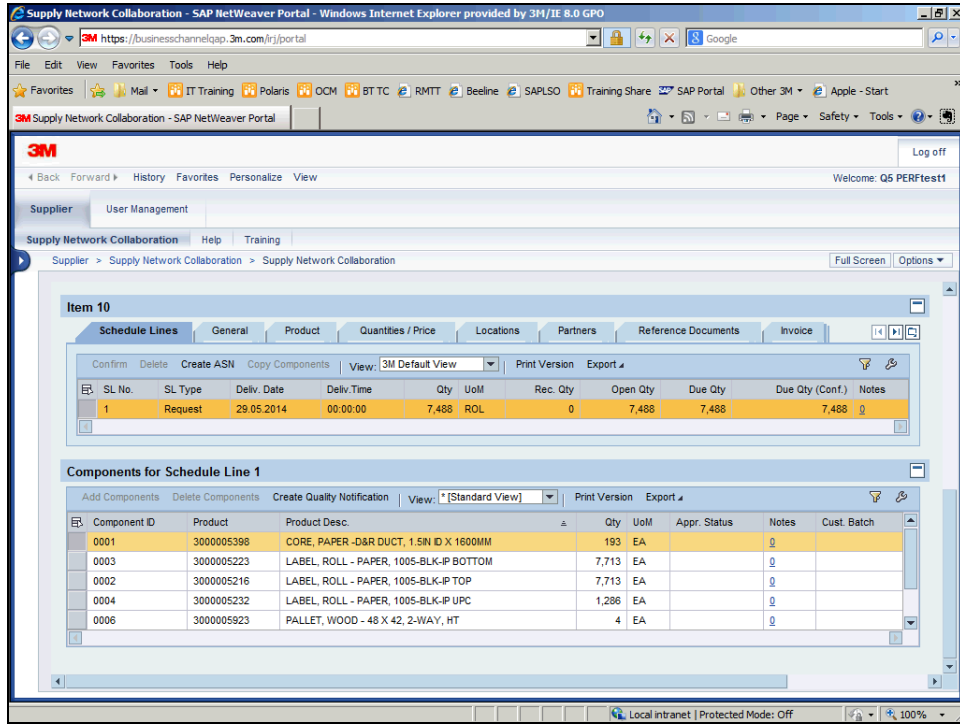 Supply Network Collaboration - SAP NetWeaver Portal - Windows Internet Explorer provided by 3M/IE 8.0 GPO
3M https://businesschannelqap.3m.com/irj/portal Google
File Edit View Favorites Tools Help
Favorites Mail IT Training Polaris OCM BT TC RMTT Beeline SAPLSO Training Share SAP Portal Other 3M Apple - Start »
3M Supply Network Collaboration - SAP NetWeaver Portal Page Safety Tools
3M Log off
Back Forward History Favorites Personalize View Welcome: Q5 PERFtest1
Supplier User Management
Supply Network Collaboration Help Training
Supplier > Supply Network Collaboration > Supply Network Collaboration Full Screen Options
Item 10
Schedule Lines General Product Quantities / Price Locations Partners Reference Documents Invoice
Confirm Delete Create ASN Copy Components View: 3M Default View Print Version Export
SL No. SL Type Deliv. Date Deliv.Time Qty UoM Rec. Qty Open Qty Due Qty Due Qty (Conf.) Notes
1 Request 29.05.2014 00:00:00 7,488 ROL 0 7,488 7,488 7,488 0
Components for Schedule Line 1
Add Components Delete Components Create Quality Notification View: * [Standard View] Print Version Export
Component ID Product Product Desc. Qty UoM Appr. Status Notes Cust. Batch
0001 3000005398 CORE, PAPER -D&R DUCT, 1.5IN ID X 1600MM 193 EA 0
0003 3000005223 LABEL, ROLL - PAPER, 1005-BLK-IP BOTTOM 7,713 EA 0
0002 3000005216 LABEL, ROLL - PAPER, 1005-BLK-IP TOP 7,713 EA 0
0004 3000005232 LABEL, ROLL - PAPER, 1005-BLK-IP UPC 1,286 EA 0
0006 3000005923 PALLET, WOOD - 48 X 42, 2-WAY, HT 4 EA 0
Local intranet | Protected Mode: Off 100%